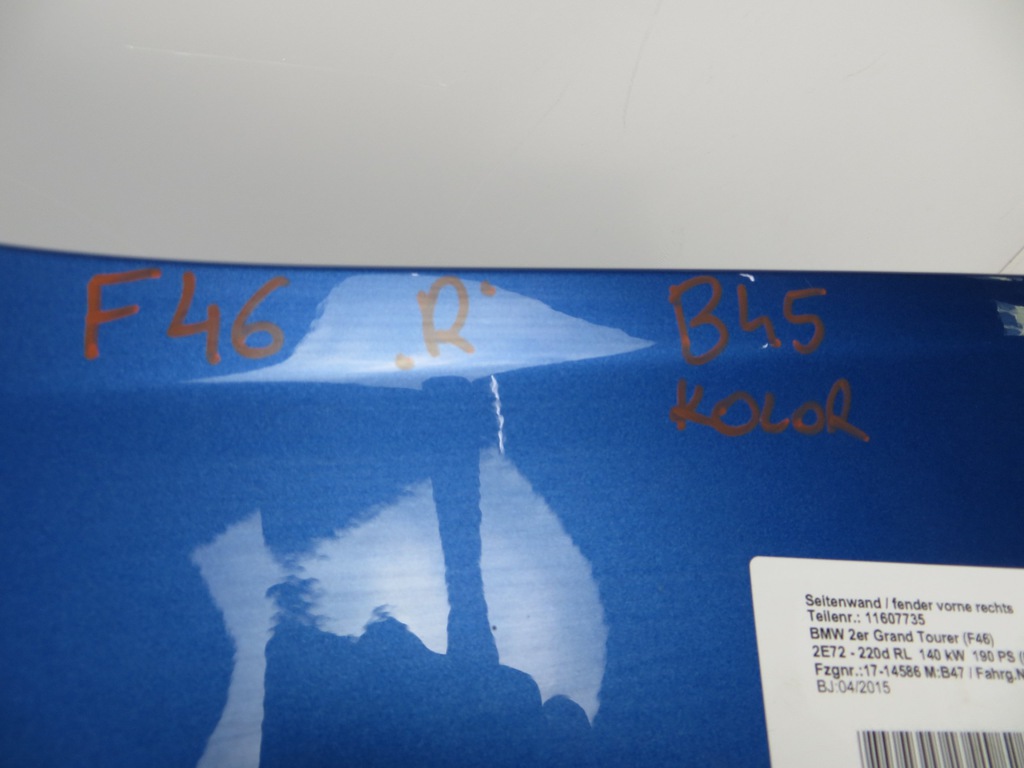 F46 .R. B45
KOLOR
Seitenwand / fender vorne rechts
Teilenr.: 11607735
BMW 2er Grand Tourer (F46)
2E72 - 220d RL 140 kW 190 PS (
Fzgnr.:17-14586 M:B47 / Fahrg.N
BJ:04/2015